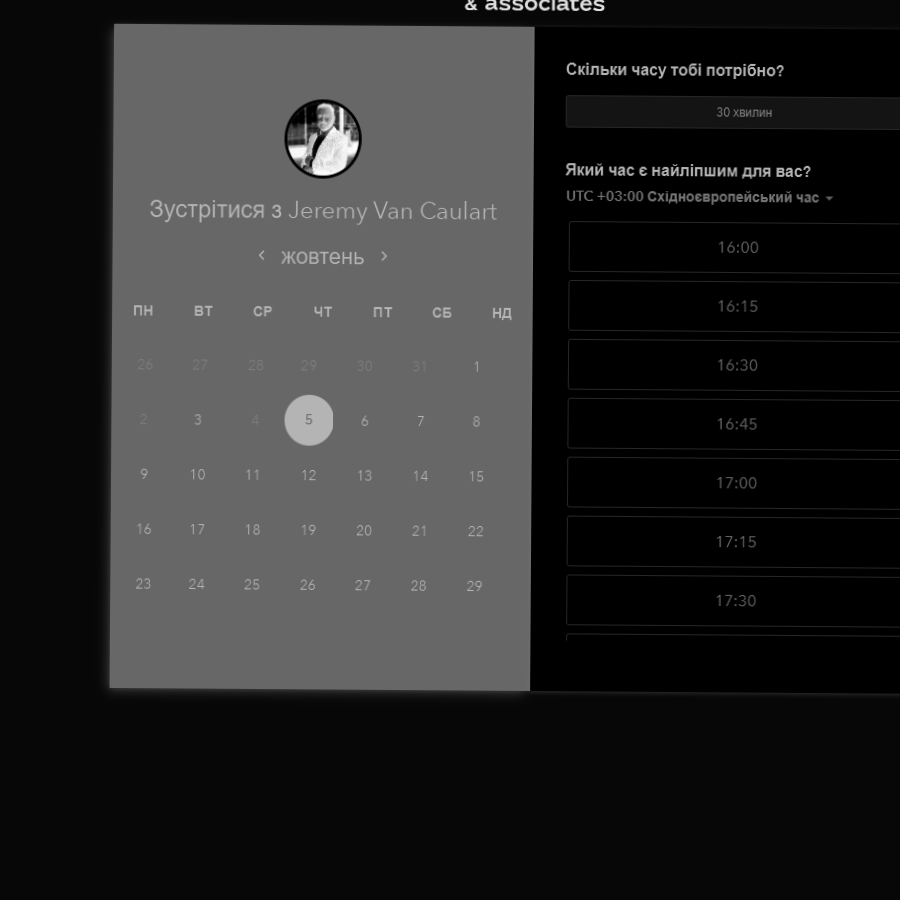 & associates
Зустрітися з Jeremy Van Caulart
жовтень
ПН ВТ СР ЧТ ПТ СБ НД
26 27 28 29 30 31 1
2 3 4 5 6 7 8
9 10 11 12 13 14 15
16 17 18 19 20 21 22
23 24 25 26 27 28 29
Скільки часу тобі потрібно?
30 хвилин
Який час є найліпшим для вас?
UTC +03:00 Східноєвропейський час
16:00
16:15
16:30
16:45
17:00
17:15
17:30